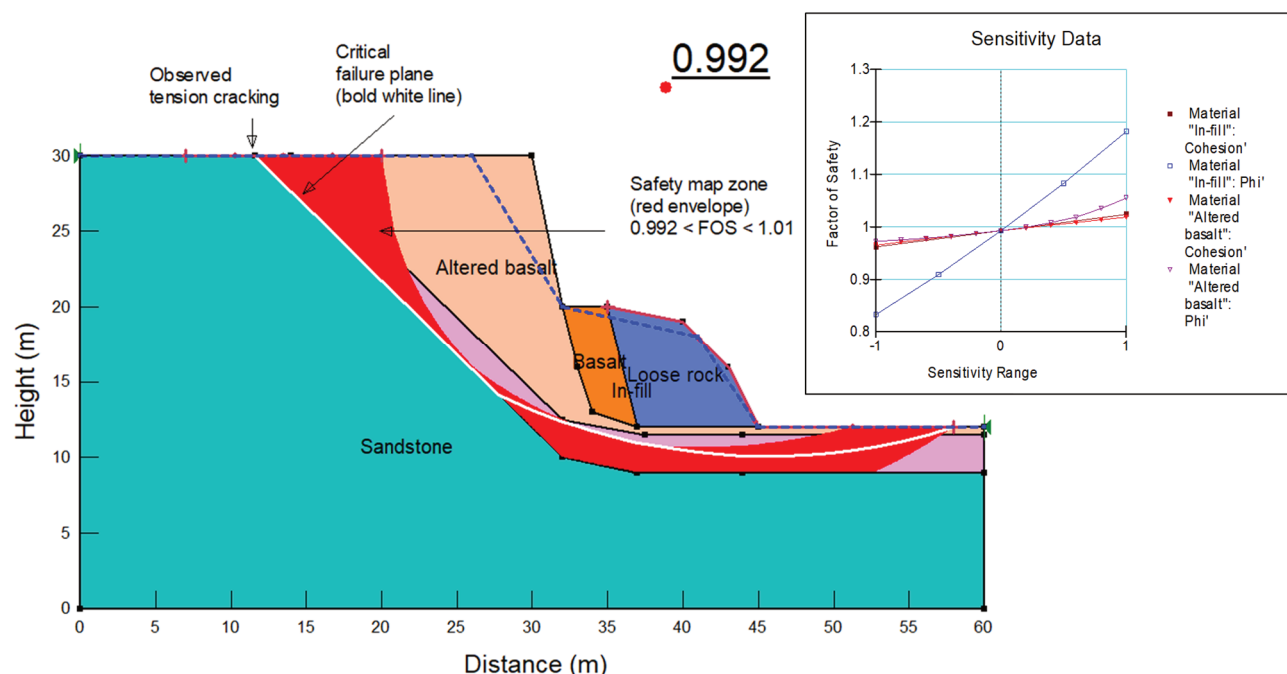 0.992
Critical
failure plane
(bold white line)
Observed
tension cracking
Safety map zone
(red envelope)
0.992 < FOS < 1.01
Altered basalt
Basalt
In-fill
Loose rock
Sandstone
Height (m)
30
25
20
15
10
5
0
0 5 10 15 20 25 30 35 40 45 50 55 60
Distance (m)
Sensitivity Data
Factor of Safety
1.3
1.2
1.1
1
0.9
0.8
-1 0 1
Sensitivity Range
Material
"In-fill":
Cohesion'
Material
"In-fill": Phi'
Material
"Altered
basalt":
Cohesion'
Material
"Altered
basalt":
Phi'